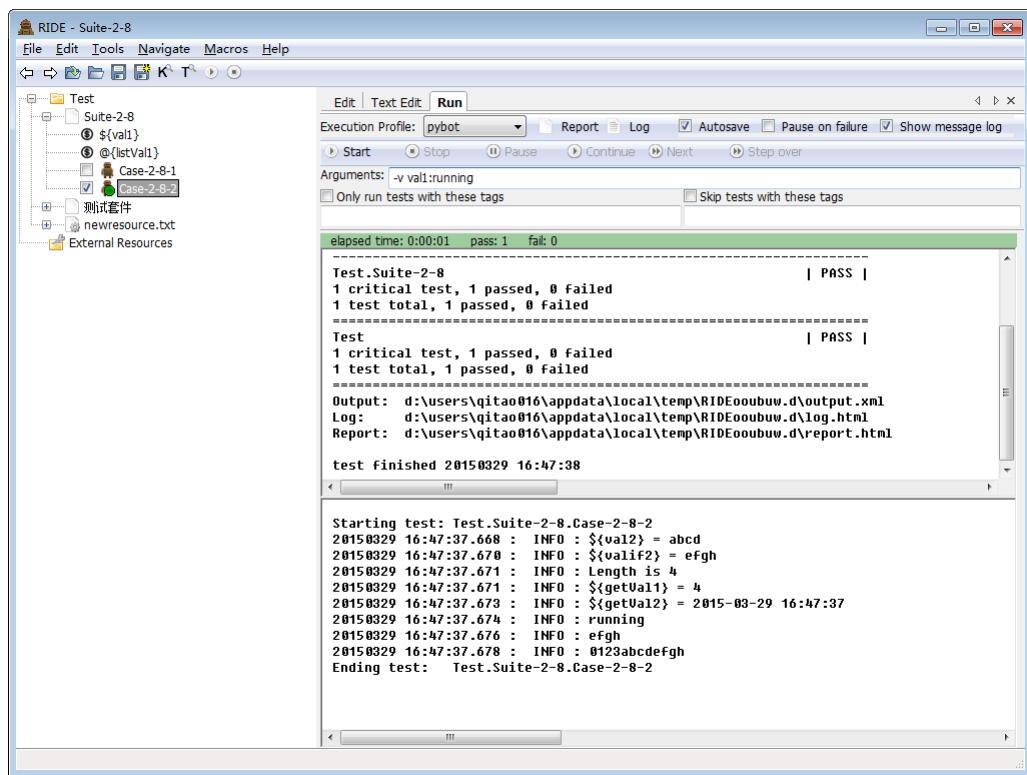 RIDE - Suite-2-8
File Edit Tools Navigate Macros Help
K T
Test
Suite-2-8
${val1}
@{listVal1}
Case-2-8-1
Case-2-8-2
测试套件
newresource.txt
External Resources
Edit Text Edit Run
Execution Profile: pybot Report Log Autosave Pause on failure Show message log
Start Stop Pause Continue Next Step over
Arguments: -v val1:running
Only run tests with these tags Skip tests with these tags
elapsed time: 0:00:01 pass: 1 fail: 0
------------------------------------------------------------------------------
Test.Suite-2-8 | PASS |
1 critical test, 1 passed, 0 failed
1 test total, 1 passed, 0 failed
==============================================================================
Test | PASS |
1 critical test, 1 passed, 0 failed
1 test total, 1 passed, 0 failed
==============================================================================
Output: d:\users\qitao016\appdata\local\temp\RIDEooubuw.d\output.xml
Log: d:\users\qitao016\appdata\local\temp\RIDEooubuw.d\log.html
Report: d:\users\qitao016\appdata\local\temp\RIDEooubuw.d\report.html
test finished 20150329 16:47:38
Starting test: Test.Suite-2-8.Case-2-8-2
20150329 16:47:37.668 : INFO : ${val2} = abcd
20150329 16:47:37.670 : INFO : ${valif2} = efgh
20150329 16:47:37.671 : INFO : Length is 4
20150329 16:47:37.671 : INFO : ${getVal1} = 4
20150329 16:47:37.673 : INFO : ${getVal2} = 2015-03-29 16:47:37
20150329 16:47:37.674 : INFO : running
20150329 16:47:37.676 : INFO : efgh
20150329 16:47:37.678 : INFO : 0123abcdefgh
Ending test: Test.Suite-2-8.Case-2-8-2